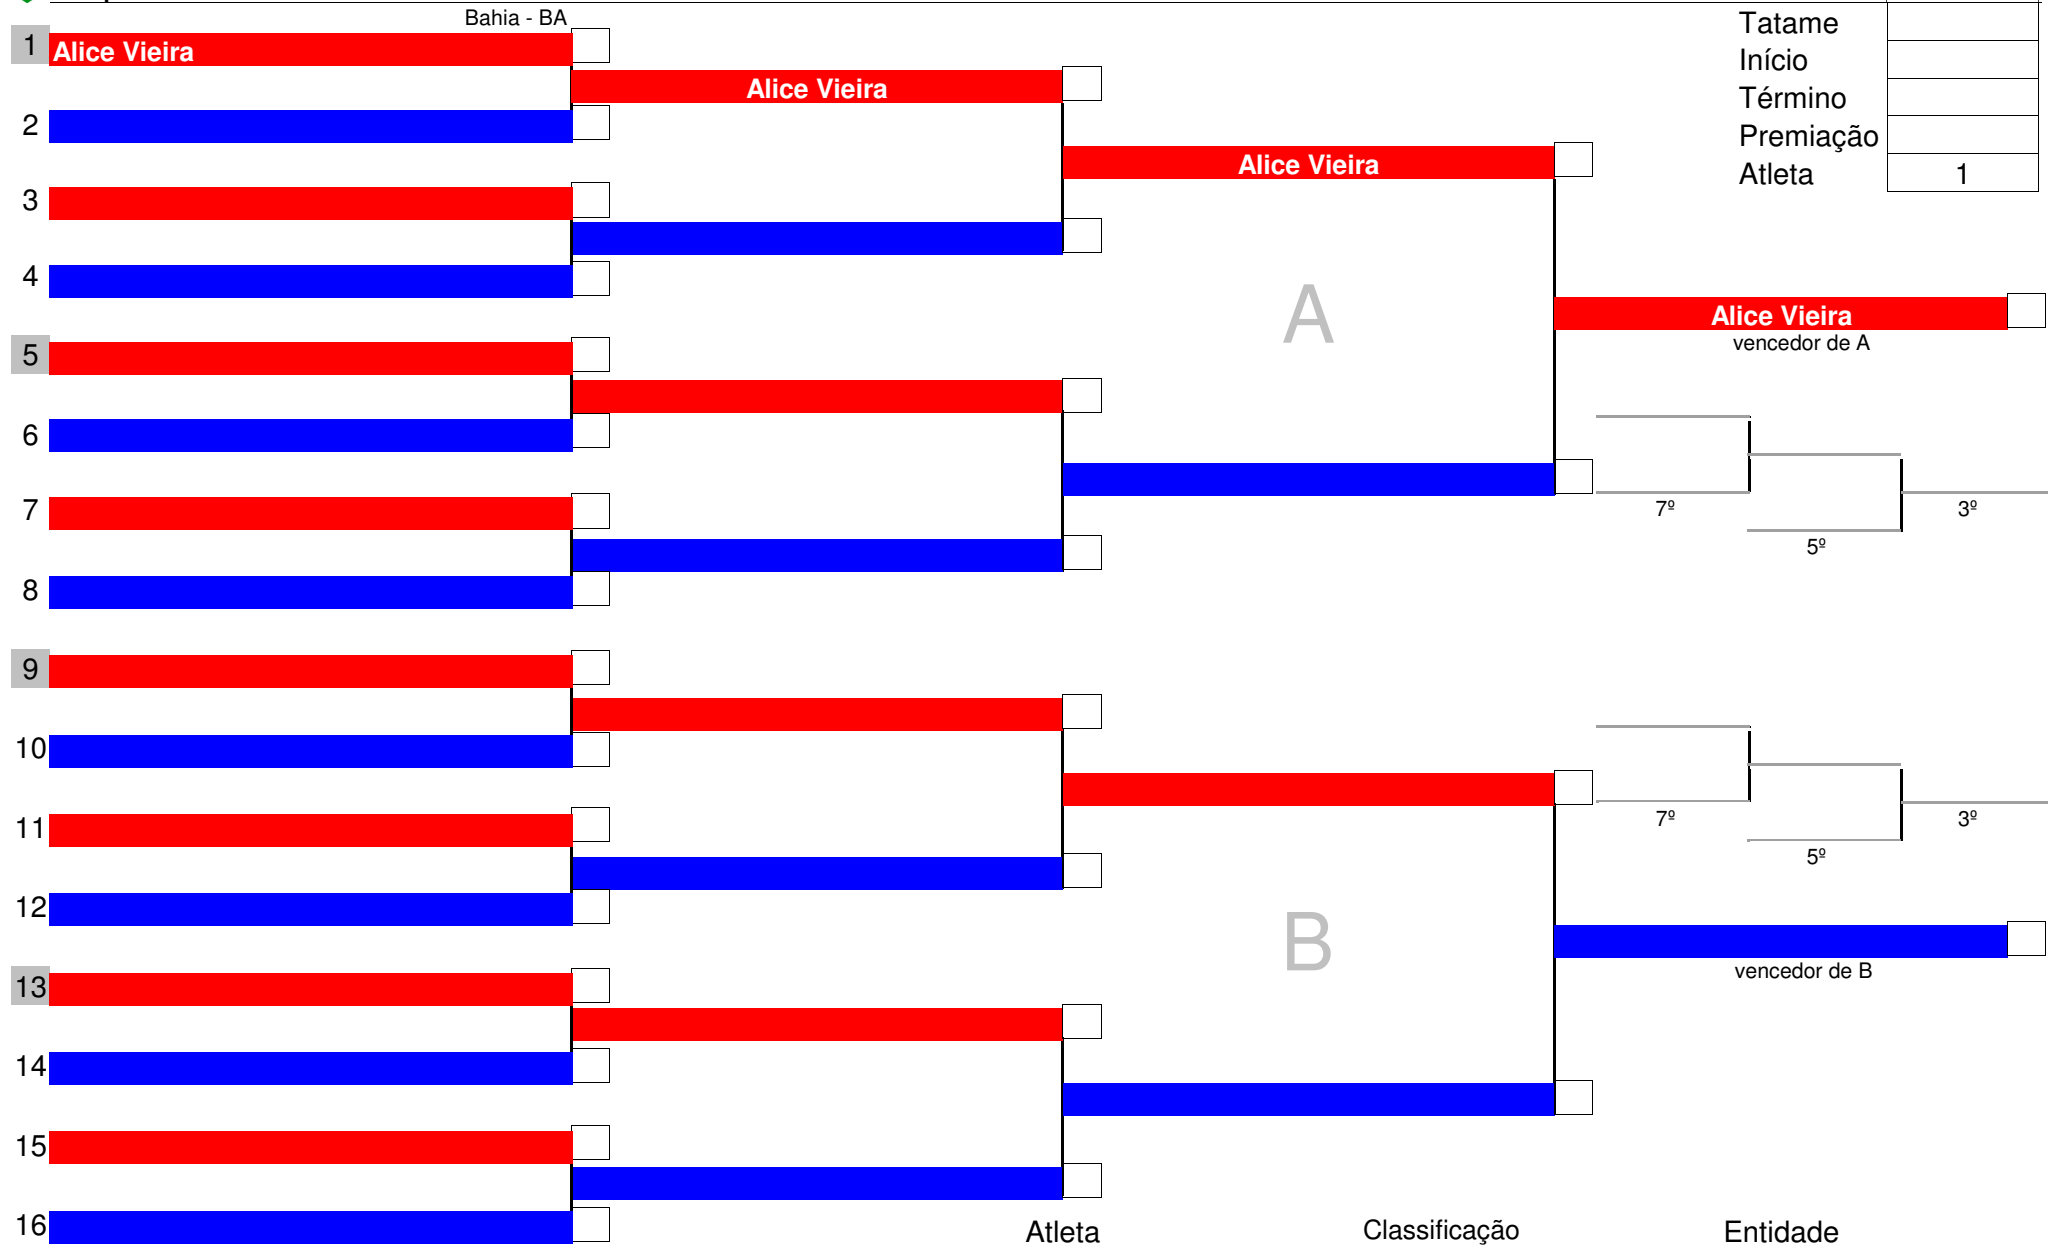 Bahia - BA
Tatame
1 Alice Vieira
Início
Alice Vieira
Término
2
Premiação
Alice Vieira
Atleta 1
3
4
A
Alice Vieira
vencedor de A
5
6
7
7º
3º
5º
8
9
10
11
7º
3º
5º
12
B
vencedor de B
13
14
15
16
Atleta Classificação Entidade